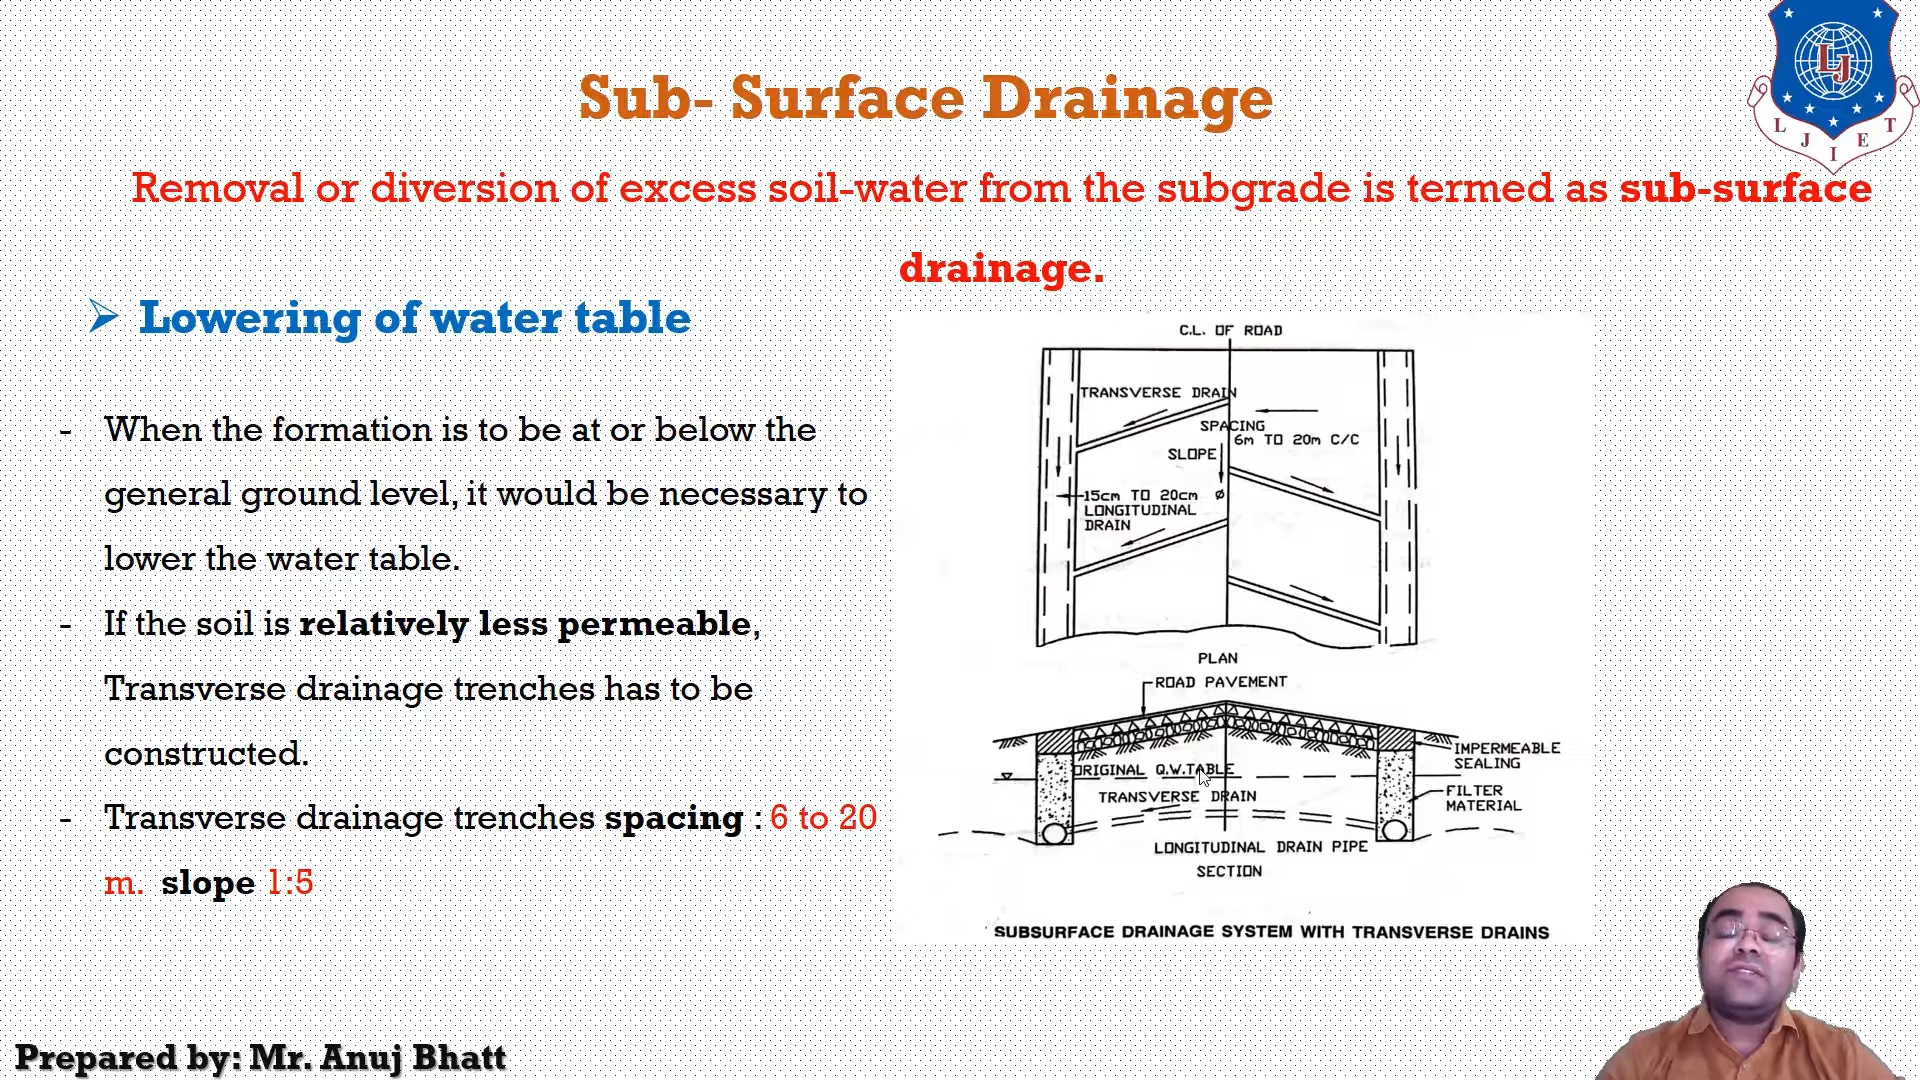 Sub- Surface Drainage
LJ
L J I E T
Removal or diversion of excess soil-water from the subgrade is termed as sub-surface
drainage.
Lowering of water table
- When the formation is to be at or below the
general ground level, it would be necessary to
lower the water table.
- If the soil is relatively less permeable,
Transverse drainage trenches has to be
constructed.
- Transverse drainage trenches spacing : 6 to 20
m. slope 1:5
C.L. OF ROAD
TRANSVERSE DRAIN
SPACING
6m TO 20m C/C
SLOPE
15cm TO 20cm Ø
LONGITUDINAL
DRAIN
PLAN
ROAD PAVEMENT
IMPERMEABLE
SEALING
ORIGINAL Q.W.TABLE
FILTER
MATERIAL
TRANSVERSE DRAIN
LONGITUDINAL DRAIN PIPE
SECTION
SUBSURFACE DRAINAGE SYSTEM WITH TRANSVERSE DRAINS
Prepared by: Mr. Anuj Bhatt